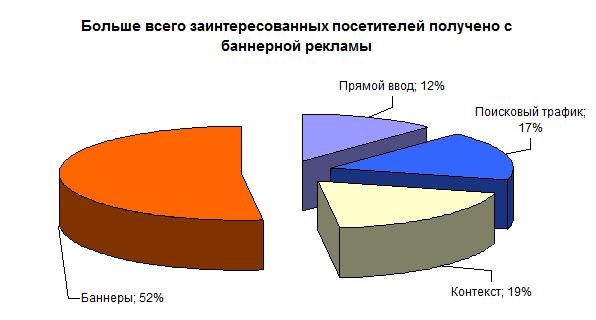 Больше всего заинтересованных посетителей получено с
баннерной рекламы
Прямой ввод; 12%
Поисковый трафик;
17%
Контекст; 19%
Баннеры; 52%